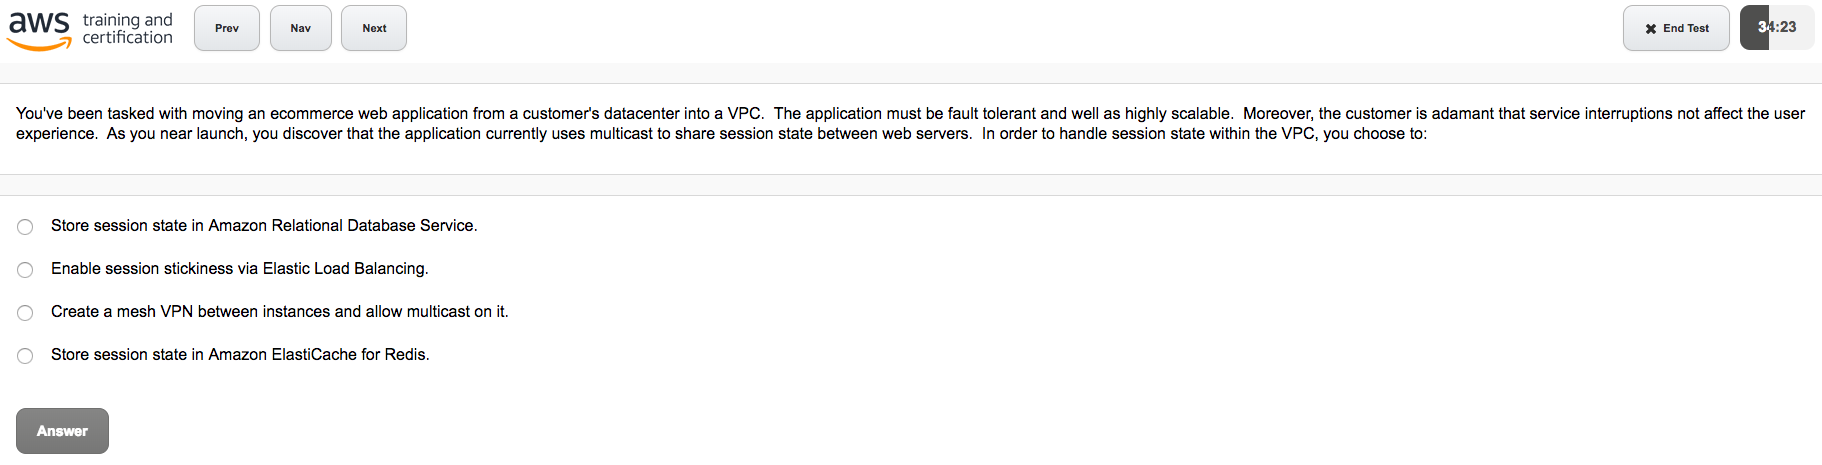 aws training and certification
Prev
Nav
Next
✖ End Test
34:23
You've been tasked with moving an ecommerce web application from a customer's datacenter into a VPC.  The application must be fault tolerant and well as highly scalable.  Moreover, the customer is adamant that service interruptions not affect the user
experience.  As you near launch, you discover that the application currently uses multicast to share session state between web servers.  In order to handle session state within the VPC, you choose to:
Store session state in Amazon Relational Database Service.
Enable session stickiness via Elastic Load Balancing.
Create a mesh VPN between instances and allow multicast on it.
Store session state in Amazon ElastiCache for Redis.
Answer